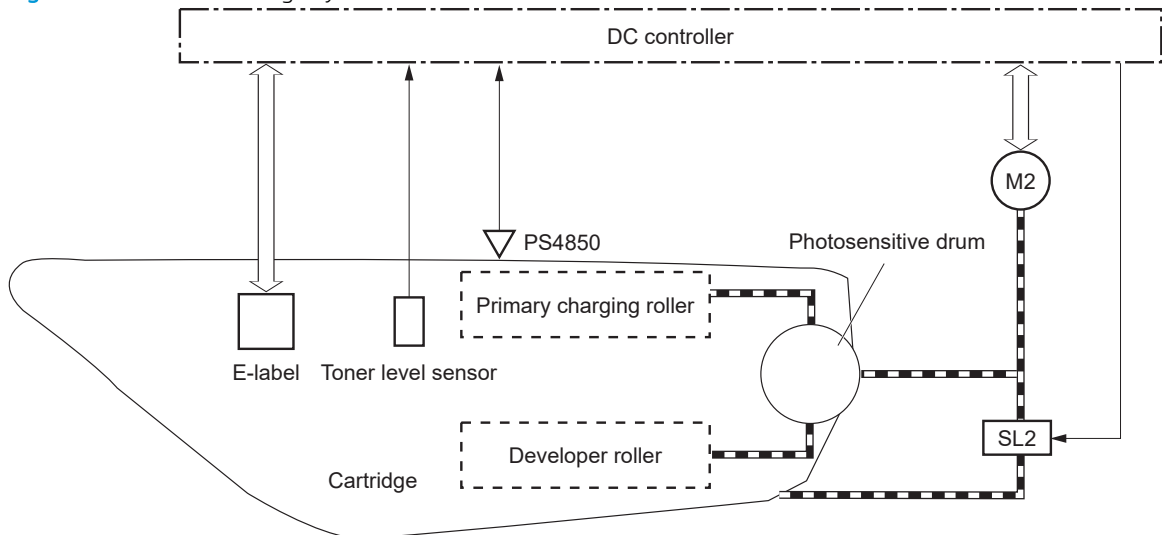 DC controller
M2
PS4850
Photosensitive drum
Primary charging roller
E-label
Toner level sensor
SL2
Developer roller
Cartridge